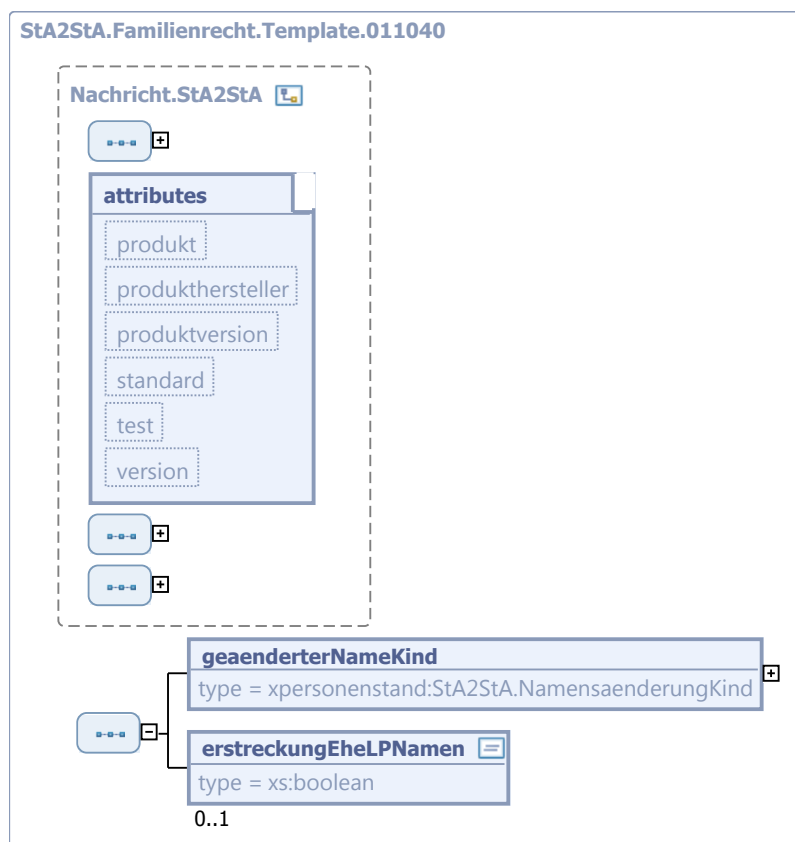 StA2StA.Familienrecht.Template.011040
Nachricht.StA2StA
attributes
produkt
produkthersteller
produktversion
standard
test
version
geaenderterNameKind
type = xpersonenstand:StA2StA.NamensaenderungKind
erstreckungEheLPNamen
type = xs:boolean
0..1